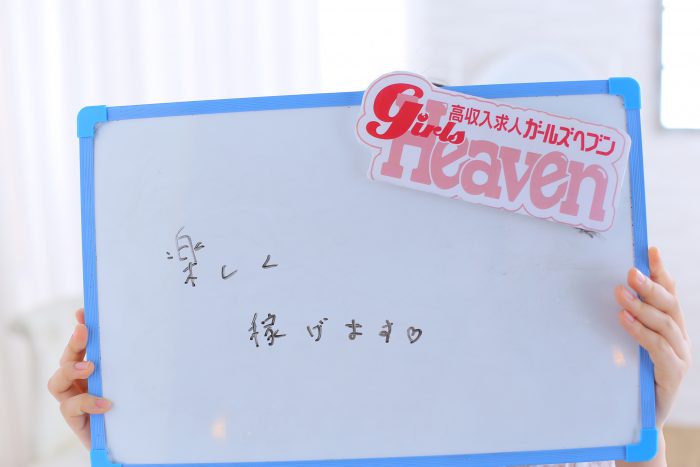 高収入求人ガールズヘブン
Girls
Heaven
楽しく
稼げます♡